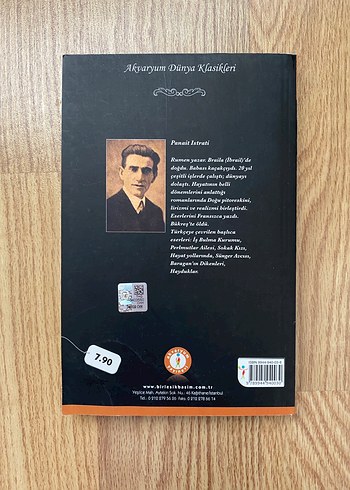 Akvaryum Dünya Klasikleri
Panait Istrati
Rumen yazar. Braila (İbrail)'de
doğdu. Babası kaçakçıydı. 20 yıl
çeşitli işlerde çalıştı; dünyayı
dolaştı. Hayatının belli
dönemlerini anlattığı
romanlarında Doğu pitoreskini,
lirizmi ve realizmi birleştirdi.
Eserlerini Fransızca yazdı.
Bükreş'te öldü.
Türkçeye çevrilen başlıca
eserleri: İş Bulma Kurumu,
Perlmutlar Ailesi, Sokak Kızı,
Hayat yollarında, Sünger Avcısı,
Baragan'ın Dikenleri,
Haydutlar.
7.90
www.birlesikbasim.com.tr